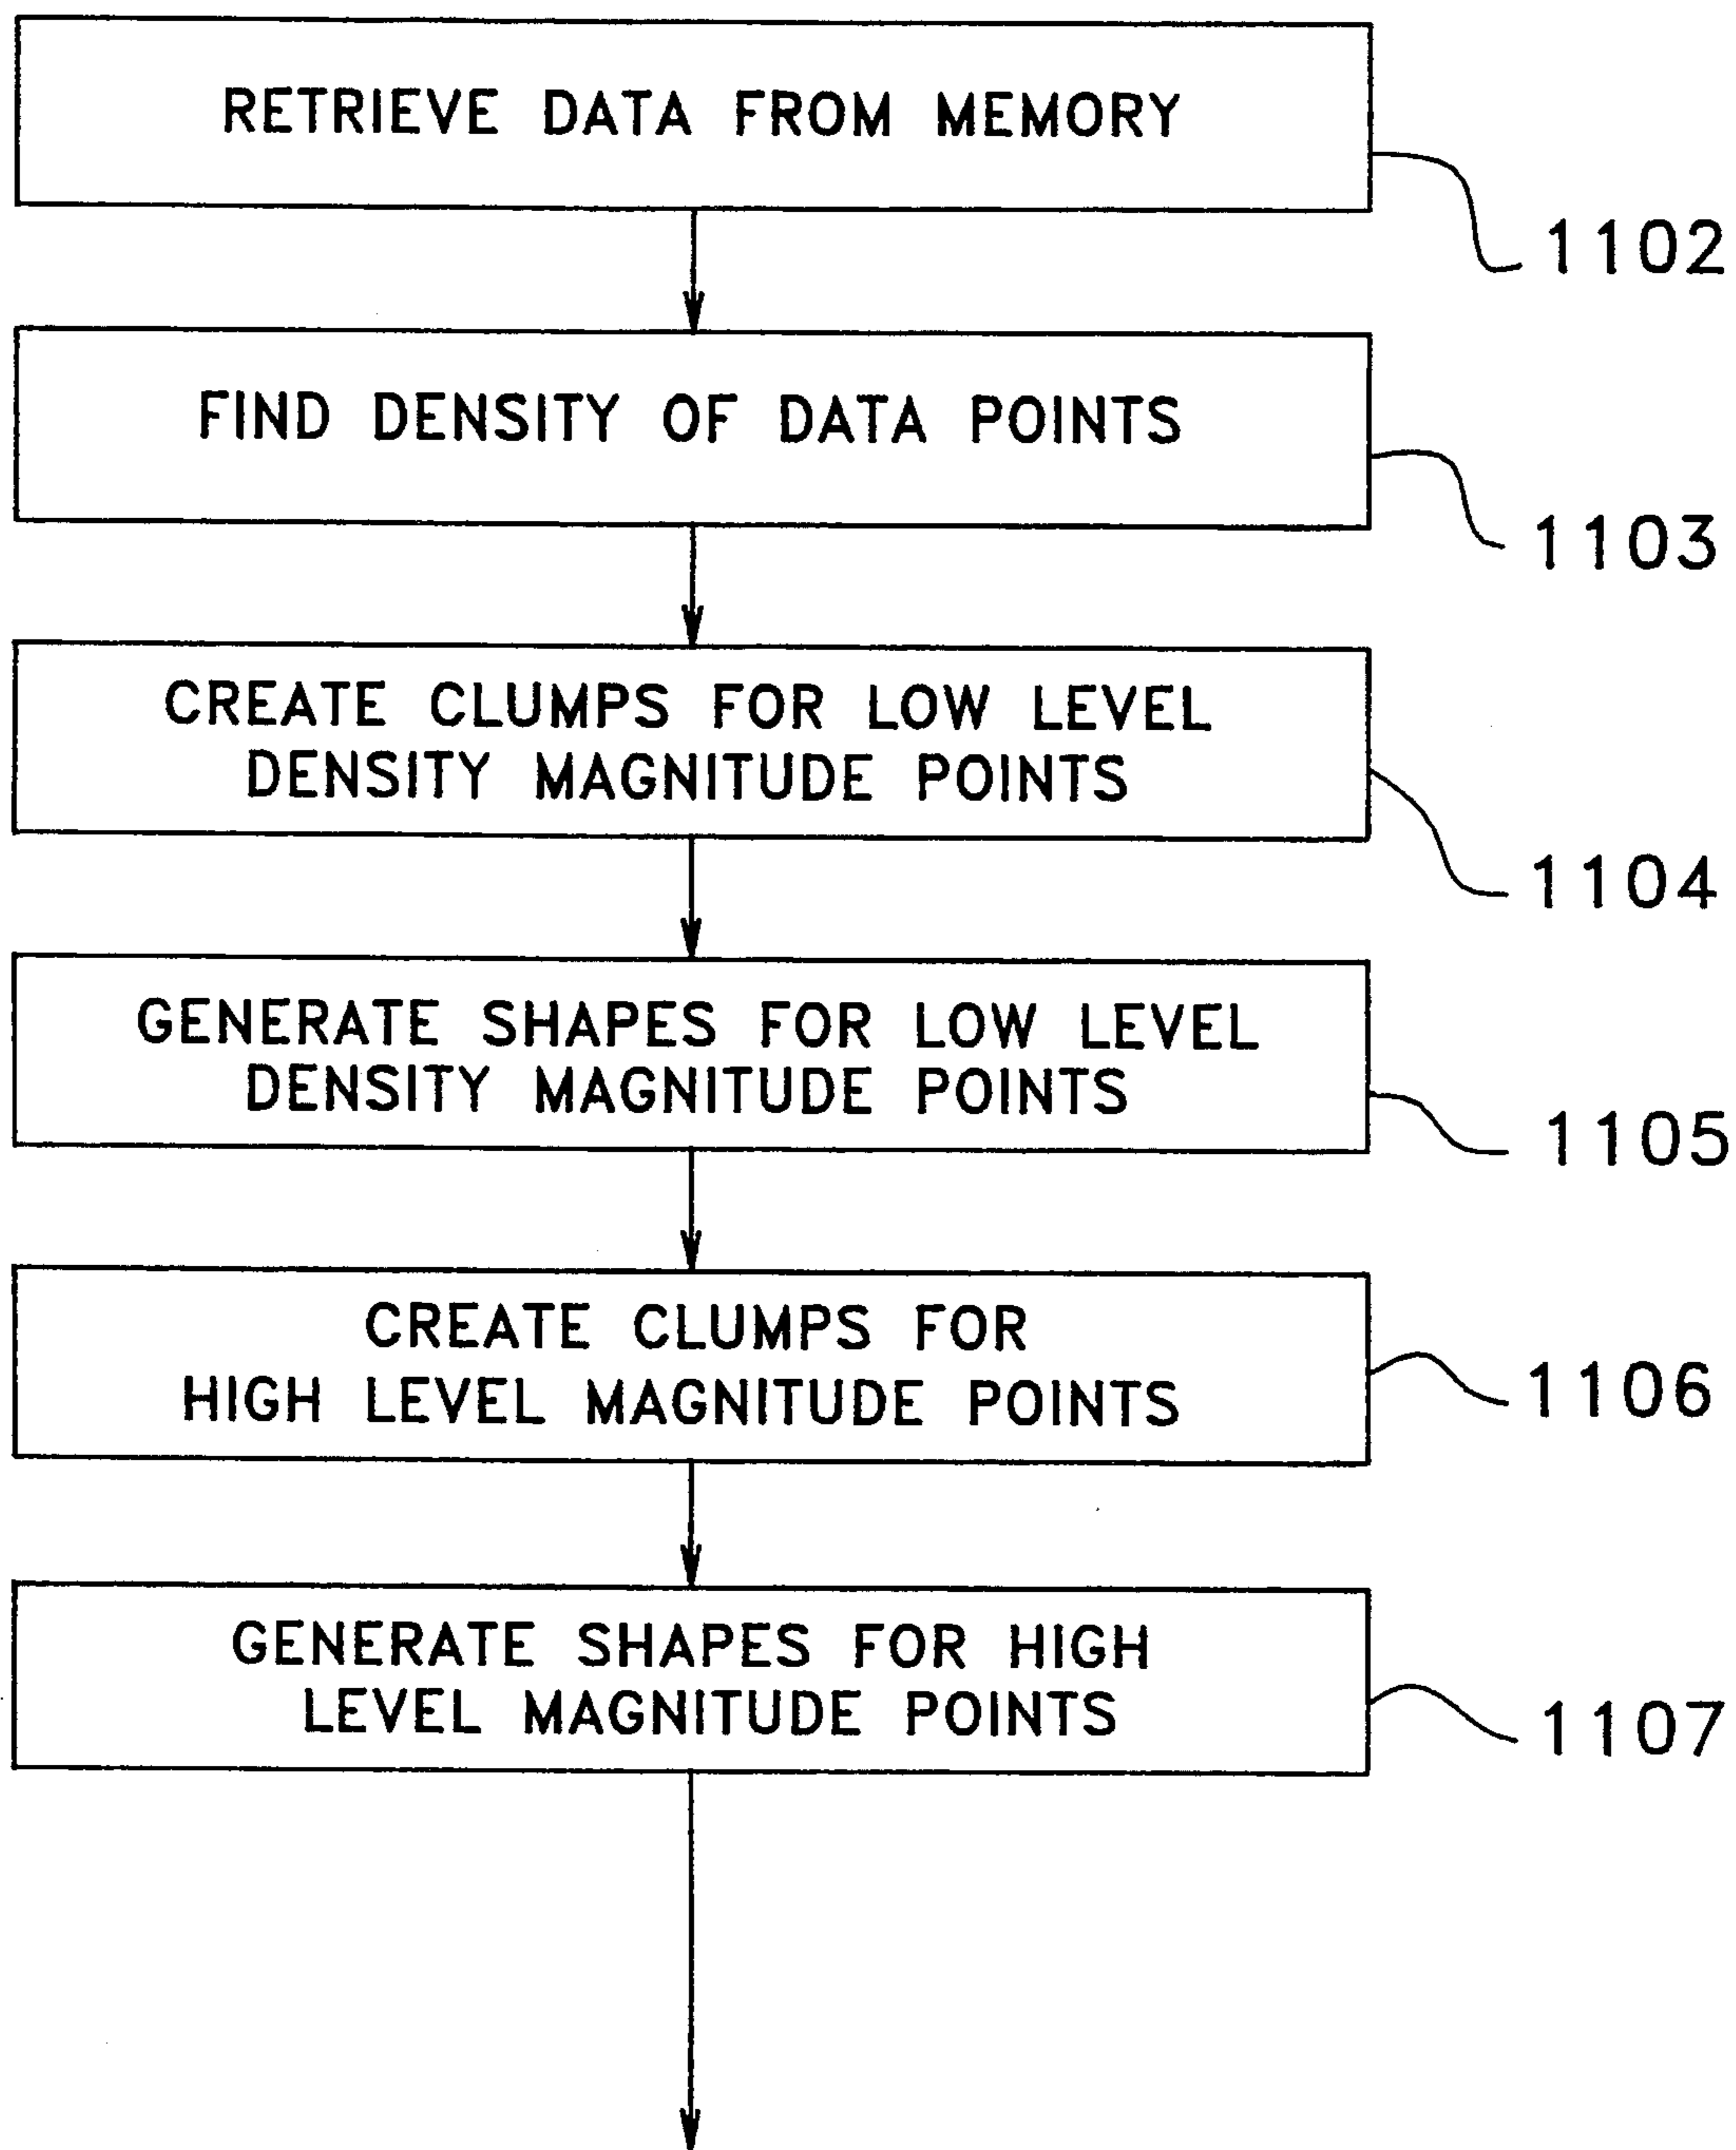 RETRIEVE DATA FROM MEMORY
1102
FIND DENSITY OF DATA POINTS
1103
CREATE CLUMPS FOR LOW LEVEL
DENSITY MAGNITUDE POINTS
1104
GENERATE SHAPES FOR LOW LEVEL
DENSITY MAGNITUDE POINTS
1105
CREATE CLUMPS FOR
HIGH LEVEL MAGNITUDE POINTS
1106
GENERATE SHAPES FOR HIGH
LEVEL MAGNITUDE POINTS
1107